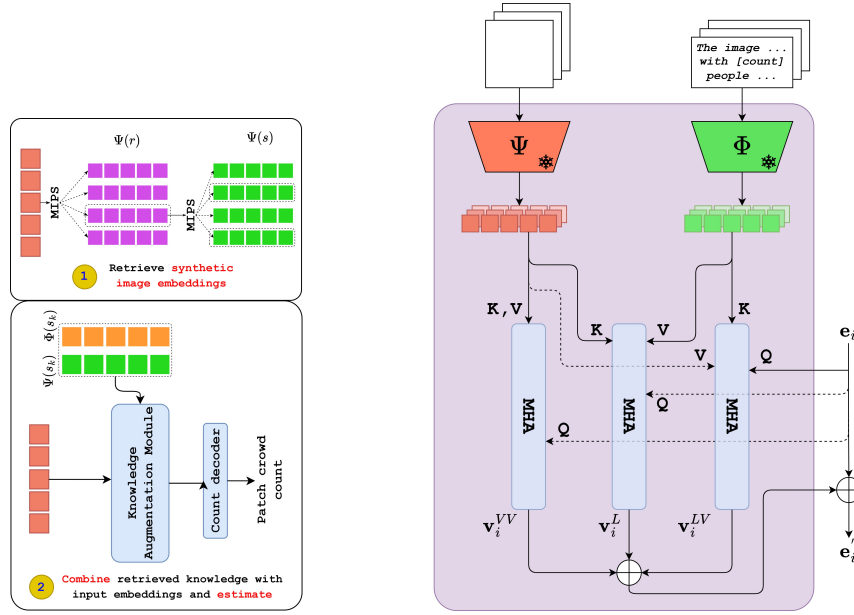 Ψ(r)
Ψ(s)
MIPS
MIPS
1
Retrieve synthetic
image embeddings
Φ(s_k)
Ψ(s_k)
Knowledge
Augmentation Module
Count decoder
Patch crowd
count
2
Combine retrieved knowledge with
input embeddings and estimate
The image ...
with [count]
people ...
Ψ
Φ
K,V
K
V
K
V
Q
Q
Q
MHA
MHA
MHA
e_i
v_i^{VV}
v_i^L
v_i^{LV}
e_i^'